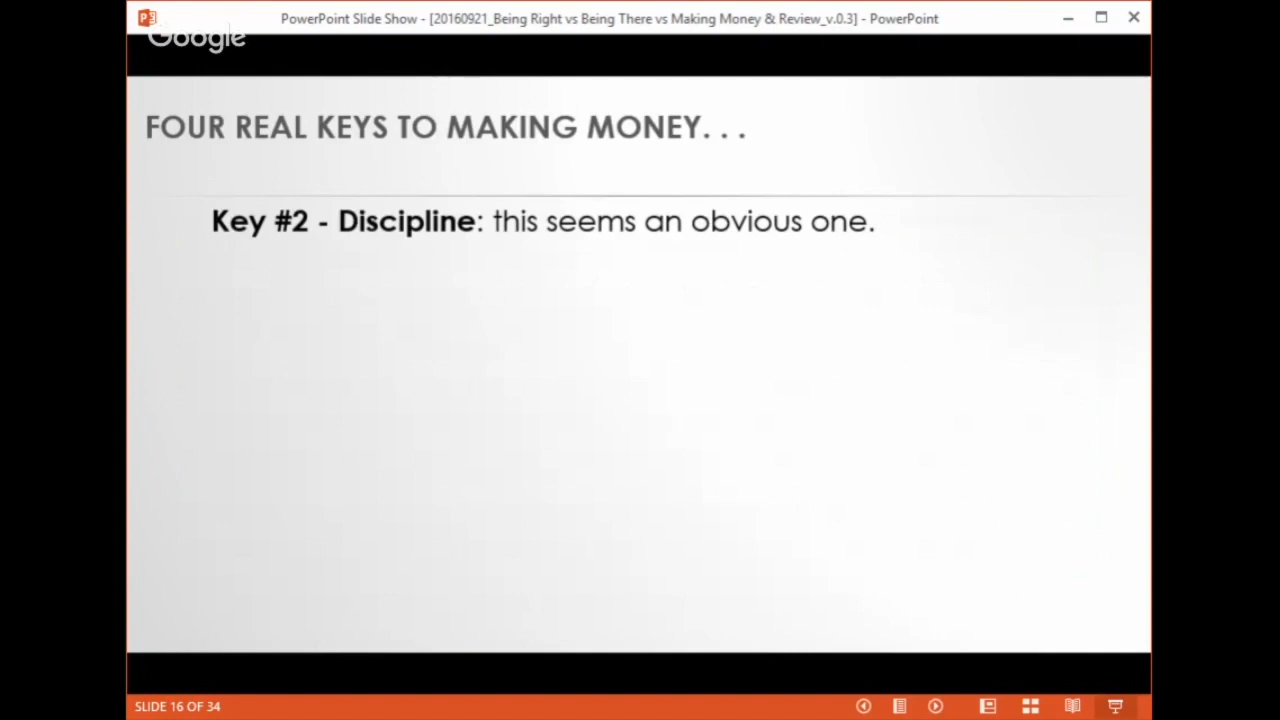 PowerPoint Slide Show - [20160921_Being Right vs Being There vs Making Money & Review_v.0.3] - PowerPoint
Google
FOUR REAL KEYS TO MAKING MONEY. . .
Key #2 - Discipline: this seems an obvious one.
SLIDE 16 OF 34